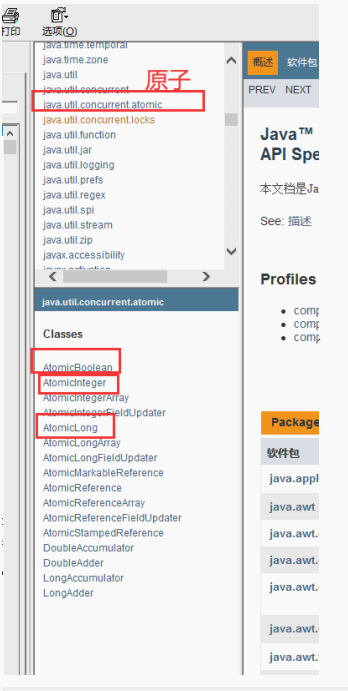 打印
选项(O)
java.time.temporal
java.time.zone
java.util
java.util.concurrent
原子
java.util.concurrent.atomic
java.util.concurrent.locks
java.util.function
java.util.jar
java.util.logging
java.util.prefs
java.util.regex
java.util.spi
java.util.stream
java.util.zip
javax.accessibility
javax.activation
java.util.concurrent.atomic
Classes
AtomicBoolean
AtomicInteger
AtomicIntegerArray
AtomicIntegerFieldUpdater
AtomicLong
AtomicLongArray
AtomicLongFieldUpdater
AtomicMarkableReference
AtomicReference
AtomicReferenceArray
AtomicReferenceFieldUpdater
AtomicStampedReference
DoubleAccumulator
DoubleAdder
LongAccumulator
LongAdder
概述 软件包
PREV NEXT
Java™
API Spe
本文档是Ja
See: 描述
Profiles
comp
comp
comp
Package
软件包
java.appl
java.awt
java.awt.
java.awt.
java.awt.
java.awt.
java.awt.